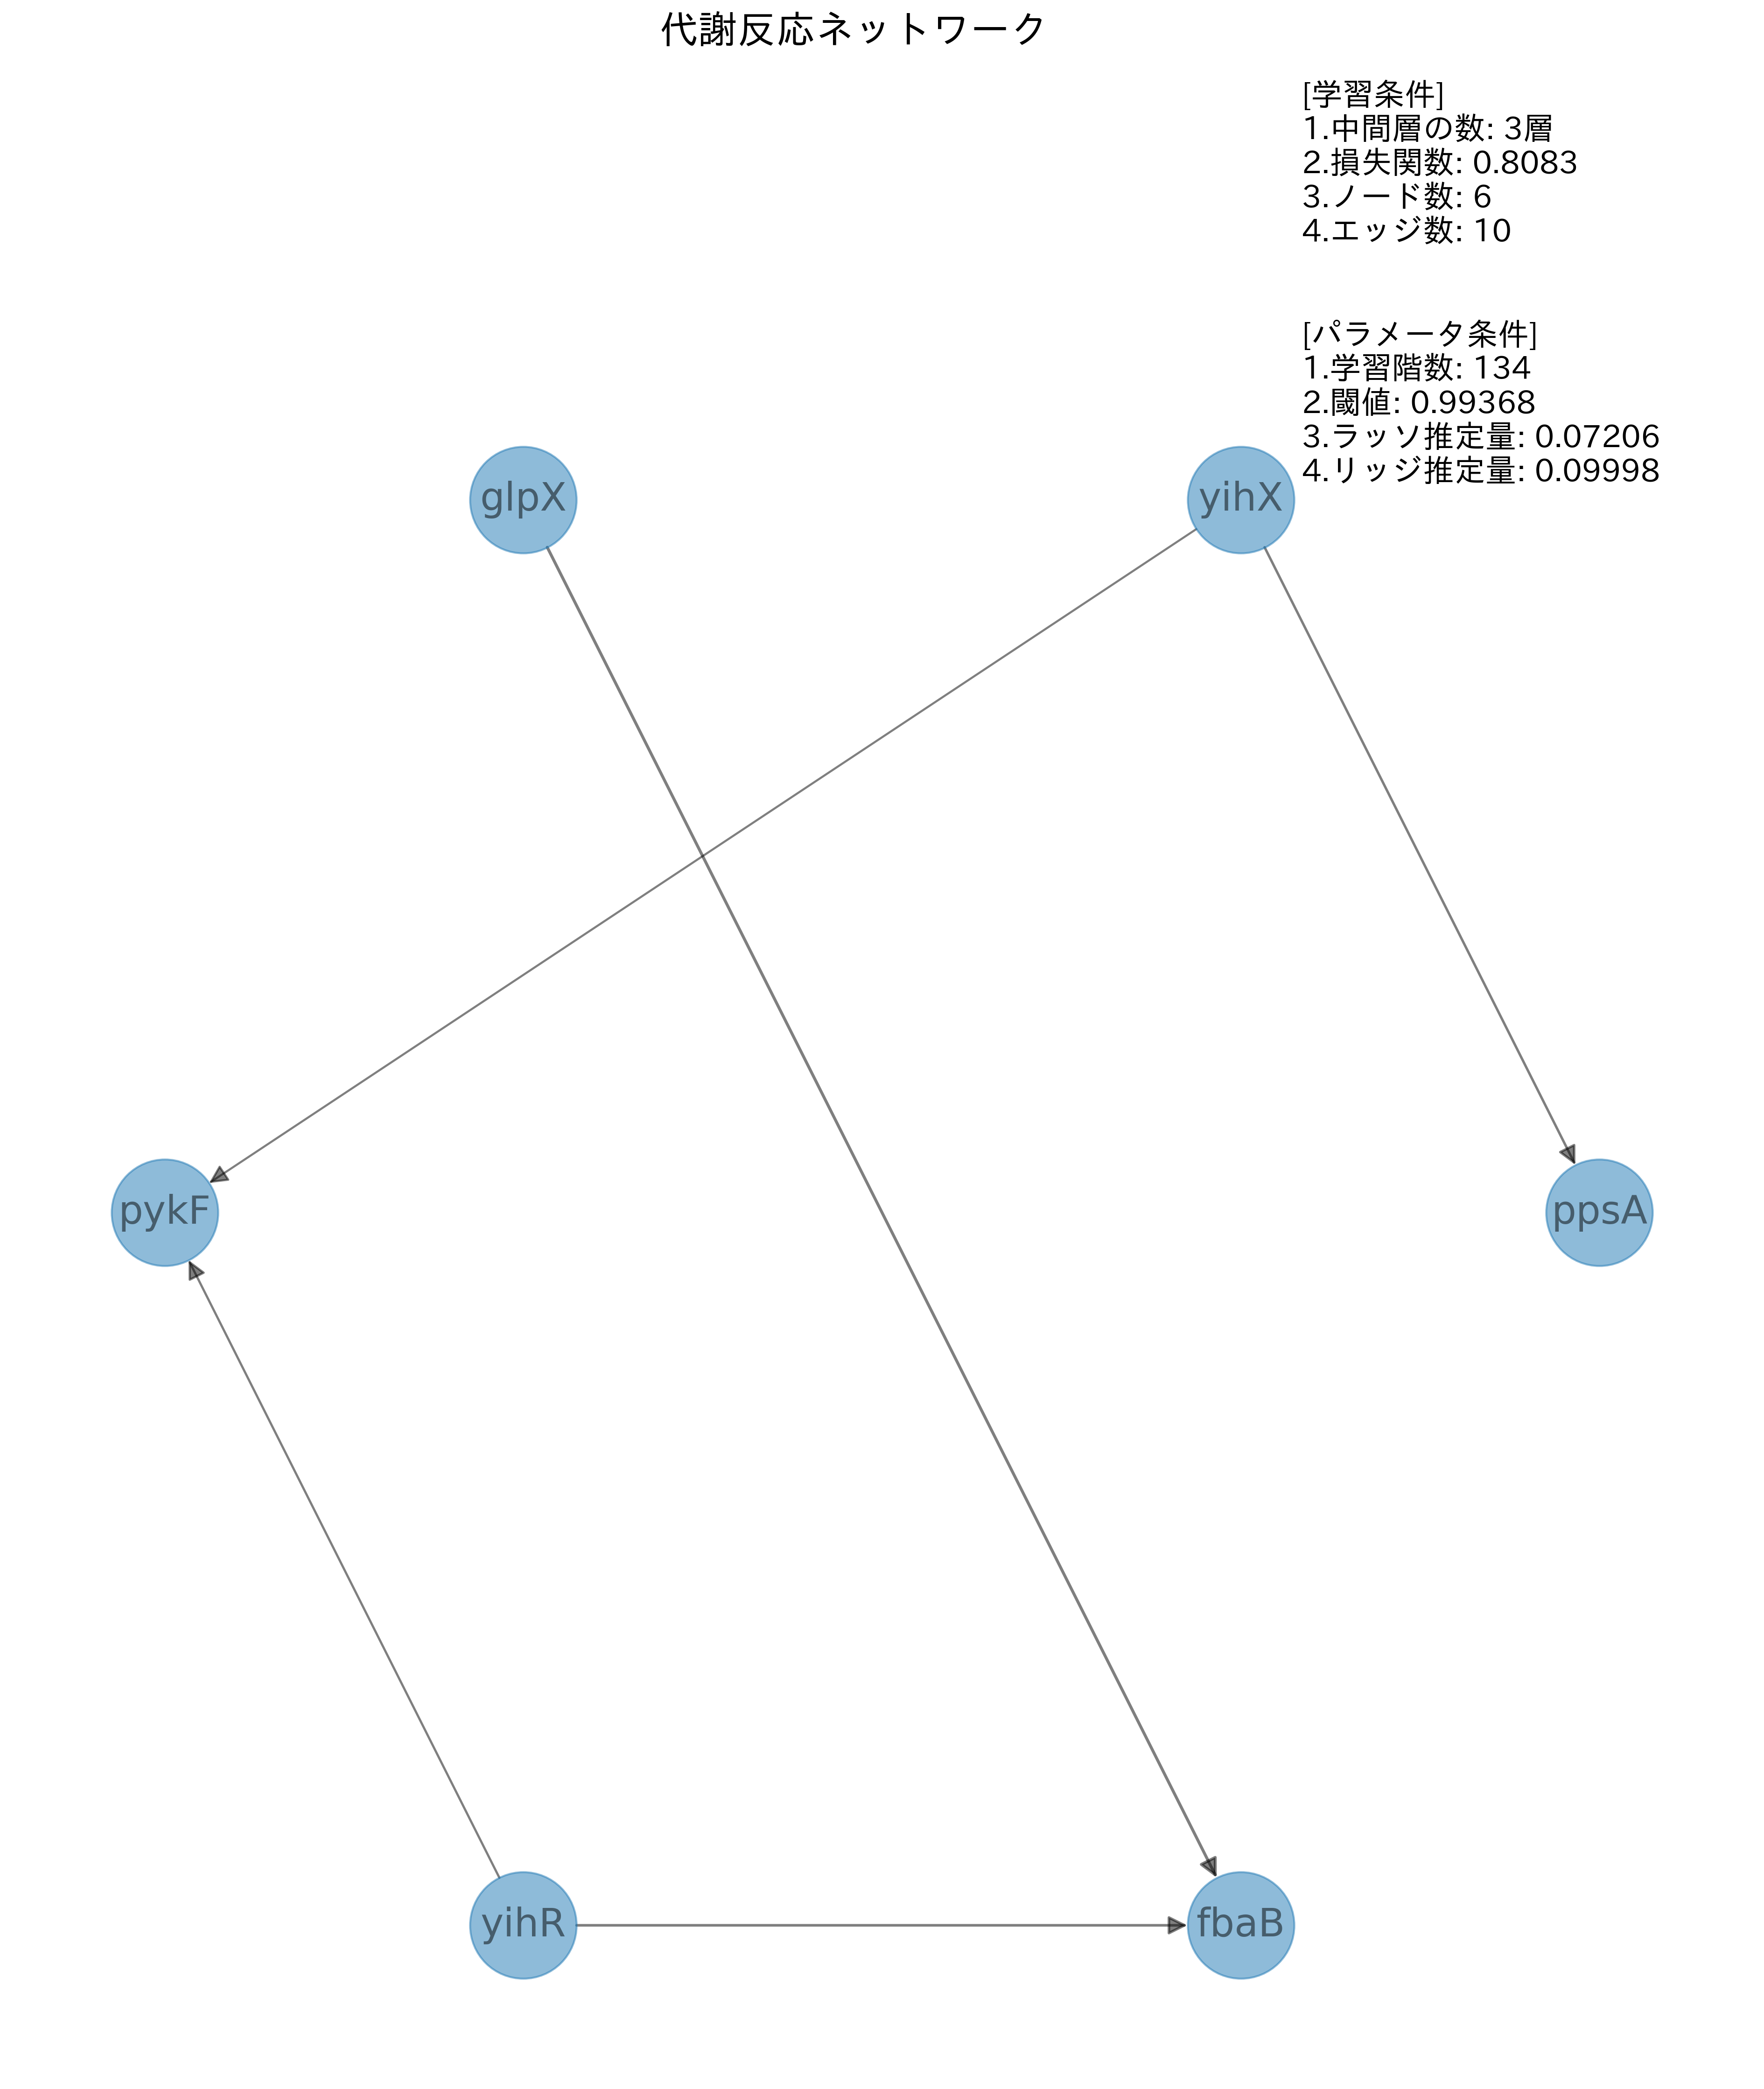 代謝反応ネットワーク
[学習条件]
1.中間層の数: 3層
2.損失関数: 0.8083
3.ノード数: 6
4.エッジ数: 10
[パラメータ条件]
1.学習階数: 134
2.閾値: 0.99368
3.ラッソ推定量: 0.07206
4.リッジ推定量: 0.09998
glpX
yihX
pykF
ppsA
yihR
fbaB